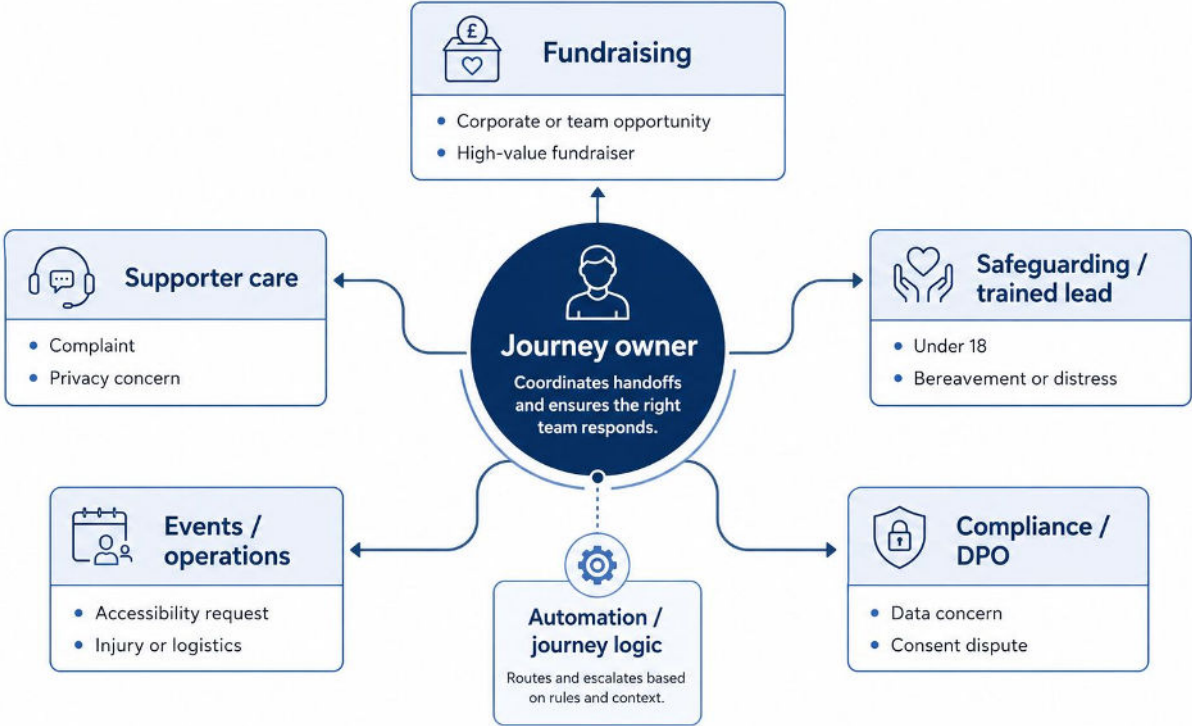 £
Fundraising
• Corporate or team opportunity
• High-value fundraiser
Supporter care
• Complaint
• Privacy concern
Journey owner
Coordinates handoffs
and ensures the right
team responds.
Safeguarding /
trained lead
• Under 18
• Bereavement or distress
Events /
operations
• Accessibility request
• Injury or logistics
Automation /
journey logic
Routes and escalates based
on rules and context.
Compliance /
DPO
• Data concern
• Consent dispute